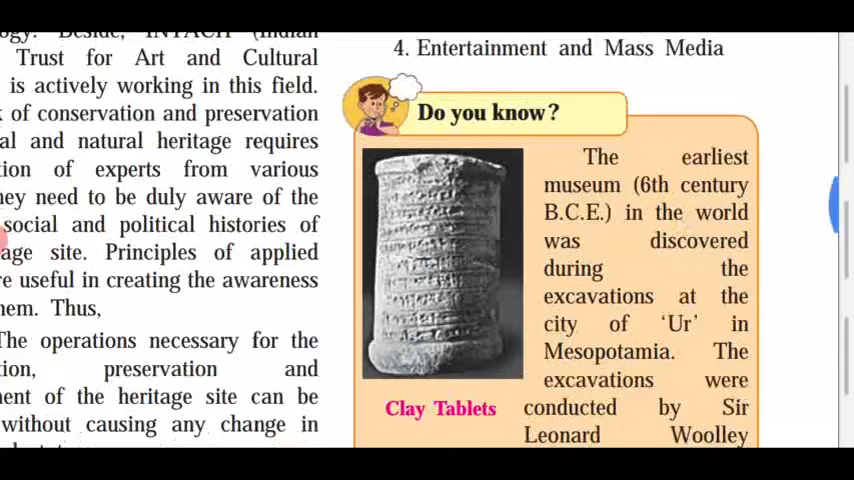 Trust for Art and Cultural
is actively working in this field.
of conservation and preservation
al and natural heritage requires
tion of experts from various
hey need to be duly aware of the
social and political histories of
age site. Principles of applied
re useful in creating the awareness
hem. Thus,
The operations necessary for the
tion, preservation and
ment of the heritage site can be
without causing any change in
4. Entertainment and Mass Media
Do you know?
The earliest
museum (6th century
B.C.E.) in the world
was discovered
during the
excavations at the
city of ‘Ur’ in
Mesopotamia. The
excavations were
Clay Tablets
conducted by Sir
Leonard Woolley